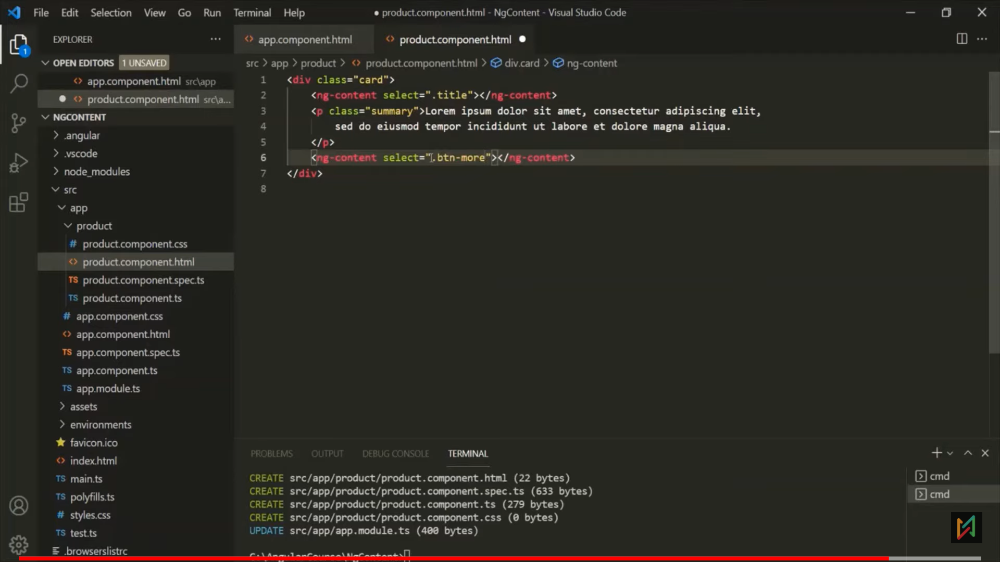 File Edit Selection View Go Run Terminal Help
● product.component.html - NgContent - Visual Studio Code
EXPLORER
1
OPEN EDITORS 1 UNSAVED
app.component.html src\app
product.component.html src\a...
NGCONTENT
.angular
.vscode
node_modules
src
app
product
product.component.css
product.component.html
product.component.spec.ts
product.component.ts
app.component.css
app.component.html
app.component.spec.ts
app.component.ts
app.module.ts
assets
environments
favicon.ico
index.html
main.ts
polyfills.ts
styles.css
test.ts
.browserslistrc
app.component.html product.component.html
src > app > product > product.component.html > div.card > ng-content
1 <div class="card">
2 <ng-content select=".title"></ng-content>
3 <p class="summary">Lorem ipsum dolor sit amet, consectetur adipiscing elit,
4 sed do eiusmod tempor incididunt ut labore et dolore magna aliqua.
5 </p>
6 <ng-content select=".btn-more"></ng-content>
7 </div>
8
PROBLEMS OUTPUT DEBUG CONSOLE TERMINAL
CREATE src/app/product/product.component.html (22 bytes)
CREATE src/app/product/product.component.spec.ts (633 bytes)
CREATE src/app/product/product.component.ts (279 bytes)
CREATE src/app/product/product.component.css (0 bytes)
UPDATE src/app/app.module.ts (400 bytes)
C:\AngularCourse\NgContent>
cmd
cmd